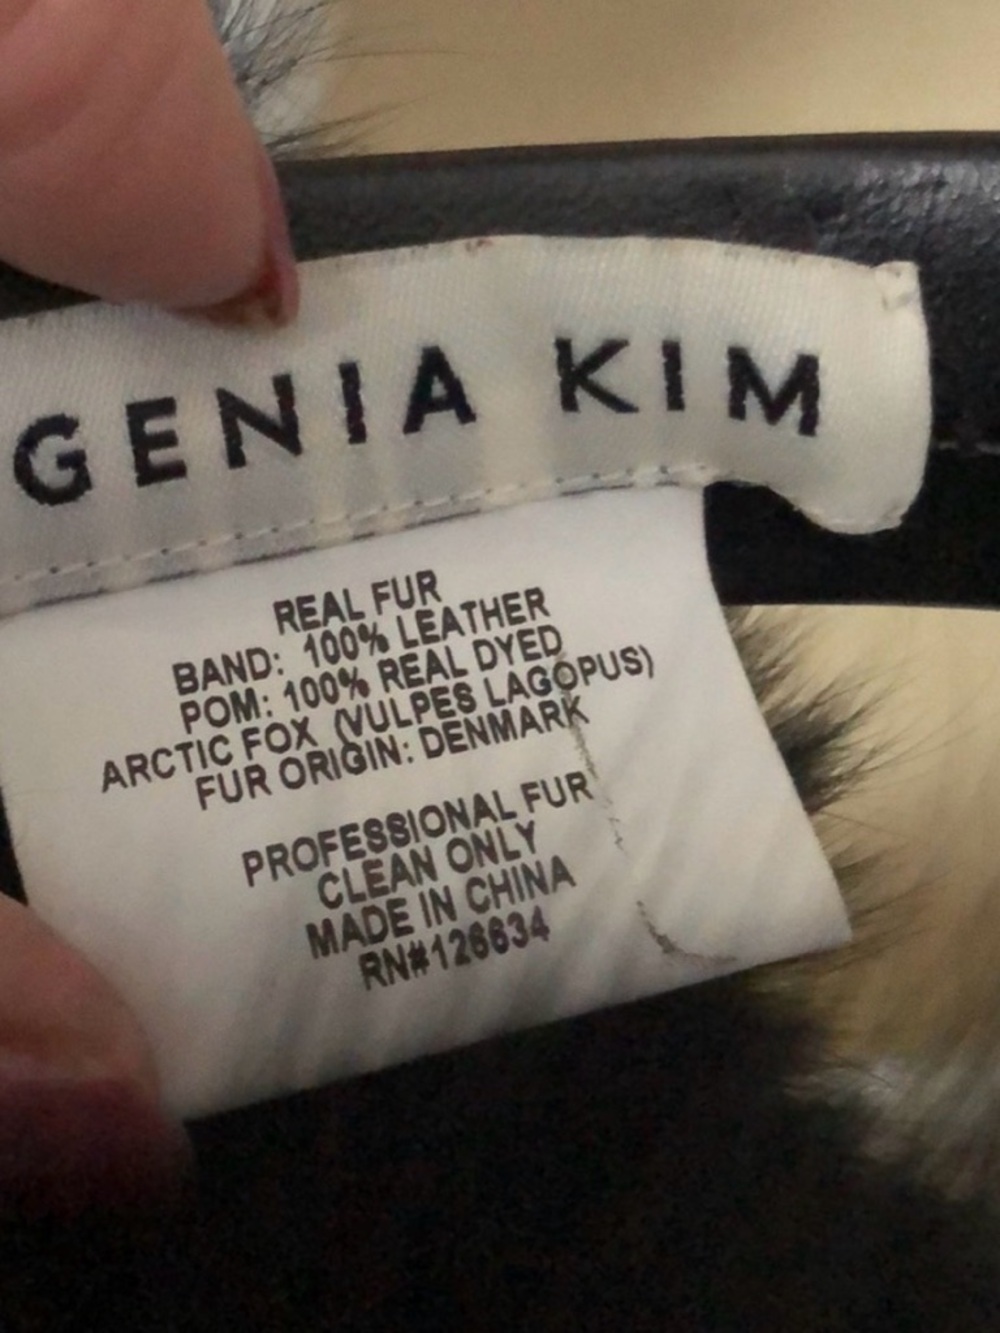 GENIA KIM
REAL FUR
BAND: 100% LEATHER
POM: 100% REAL DYED
ARCTIC FOX (VULPES LAGOPUS)
FUR ORIGIN: DENMARK
PROFESSIONAL FUR
CLEAN ONLY
MADE IN CHINA
RN#126634